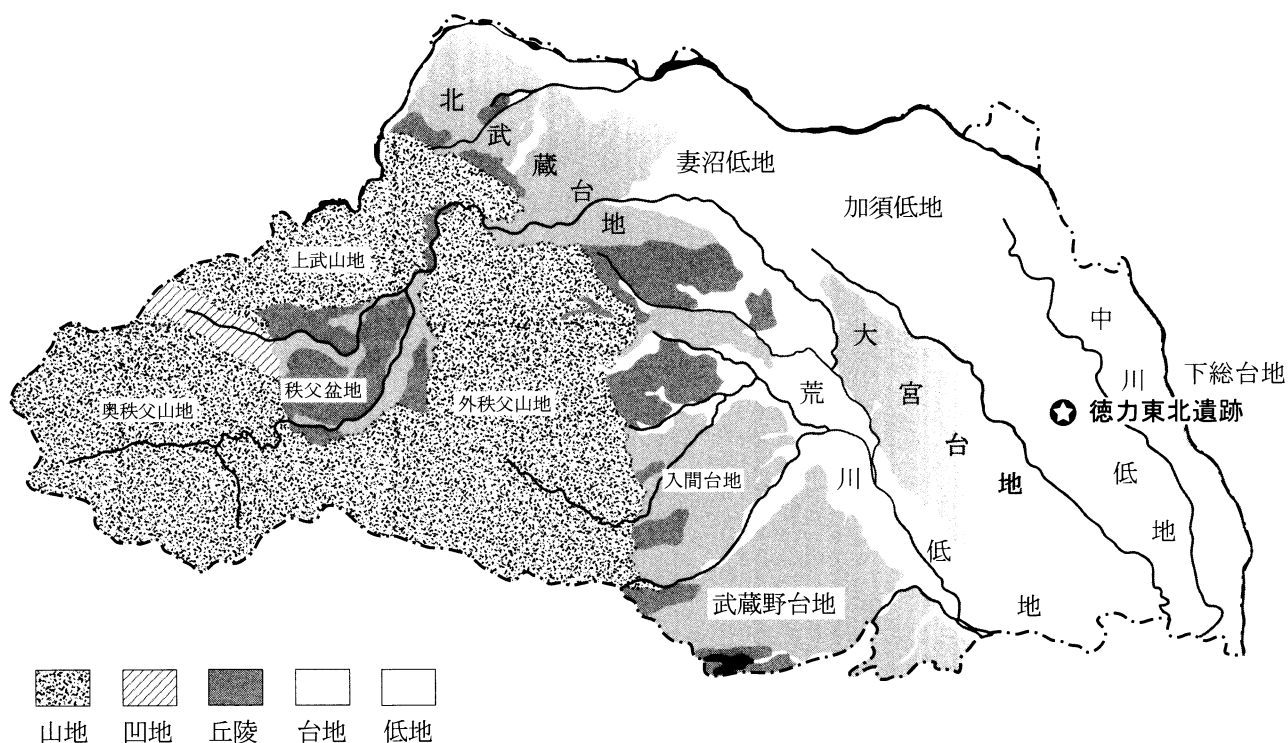 北武蔵台地
妻沼低地
加須低地
上武山地
中川低地
大宮台地
下総台地
秩父盆地
奥秩父山地
外秩父山地
荒川低地
徳力東北遺跡
入間台地
武蔵野台地
山地 凹地 丘陵 台地 低地